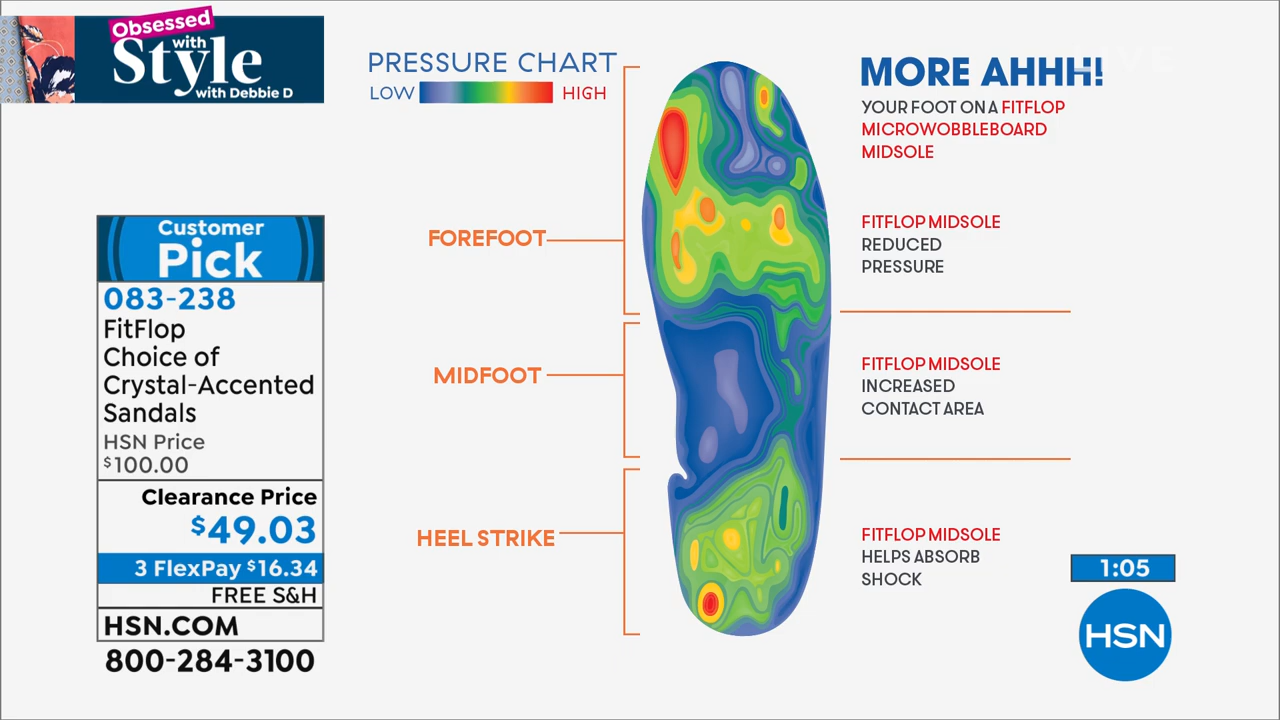 Obsessed
with
Style
with Debbie D
PRESSURE CHART
LOW HIGH
MORE AHHH!
LIVE
YOUR FOOT ON A FITFLOP
MICROWOBBLEBOARD
MIDSOLE
Customer
Pick
083-238
FitFlop
Choice of
Crystal-Accented
Sandals
HSN Price
$100.00
Clearance Price
$49.03
3 FlexPay $16.34
FREE S&H
HSN.COM
800-284-3100
FOREFOOT
MIDFOOT
HEEL STRIKE
FITFLOP MIDSOLE
REDUCED
PRESSURE
FITFLOP MIDSOLE
INCREASED
CONTACT AREA
FITFLOP MIDSOLE
HELPS ABSORB
SHOCK
1:05
HSN